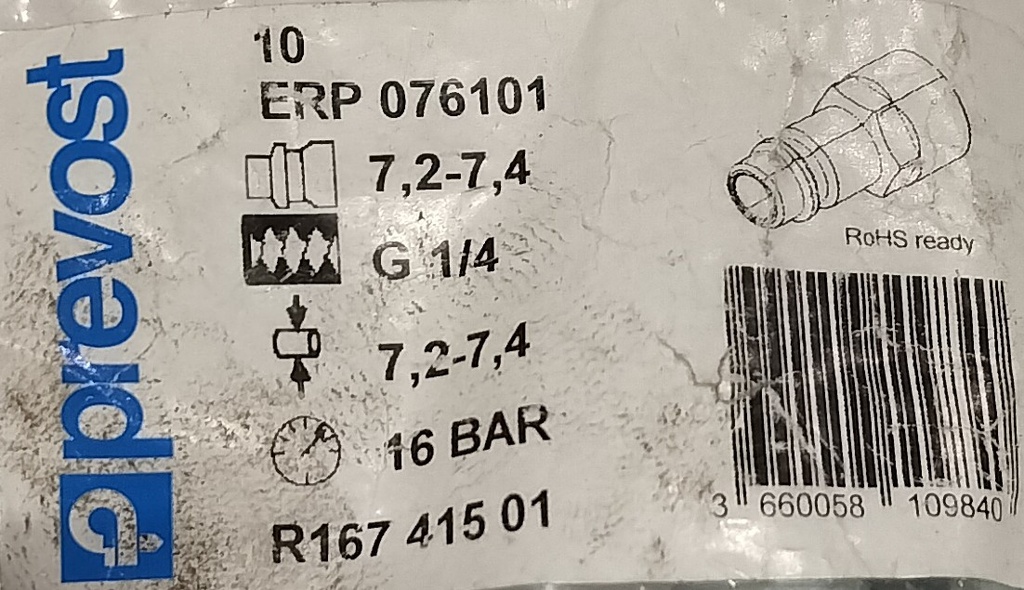 prevost
10
ERP 076101
7,2-7,4
G 1/4
7,2-7,4
16 BAR
R167 415 01
RoHS ready
3 660058 109840